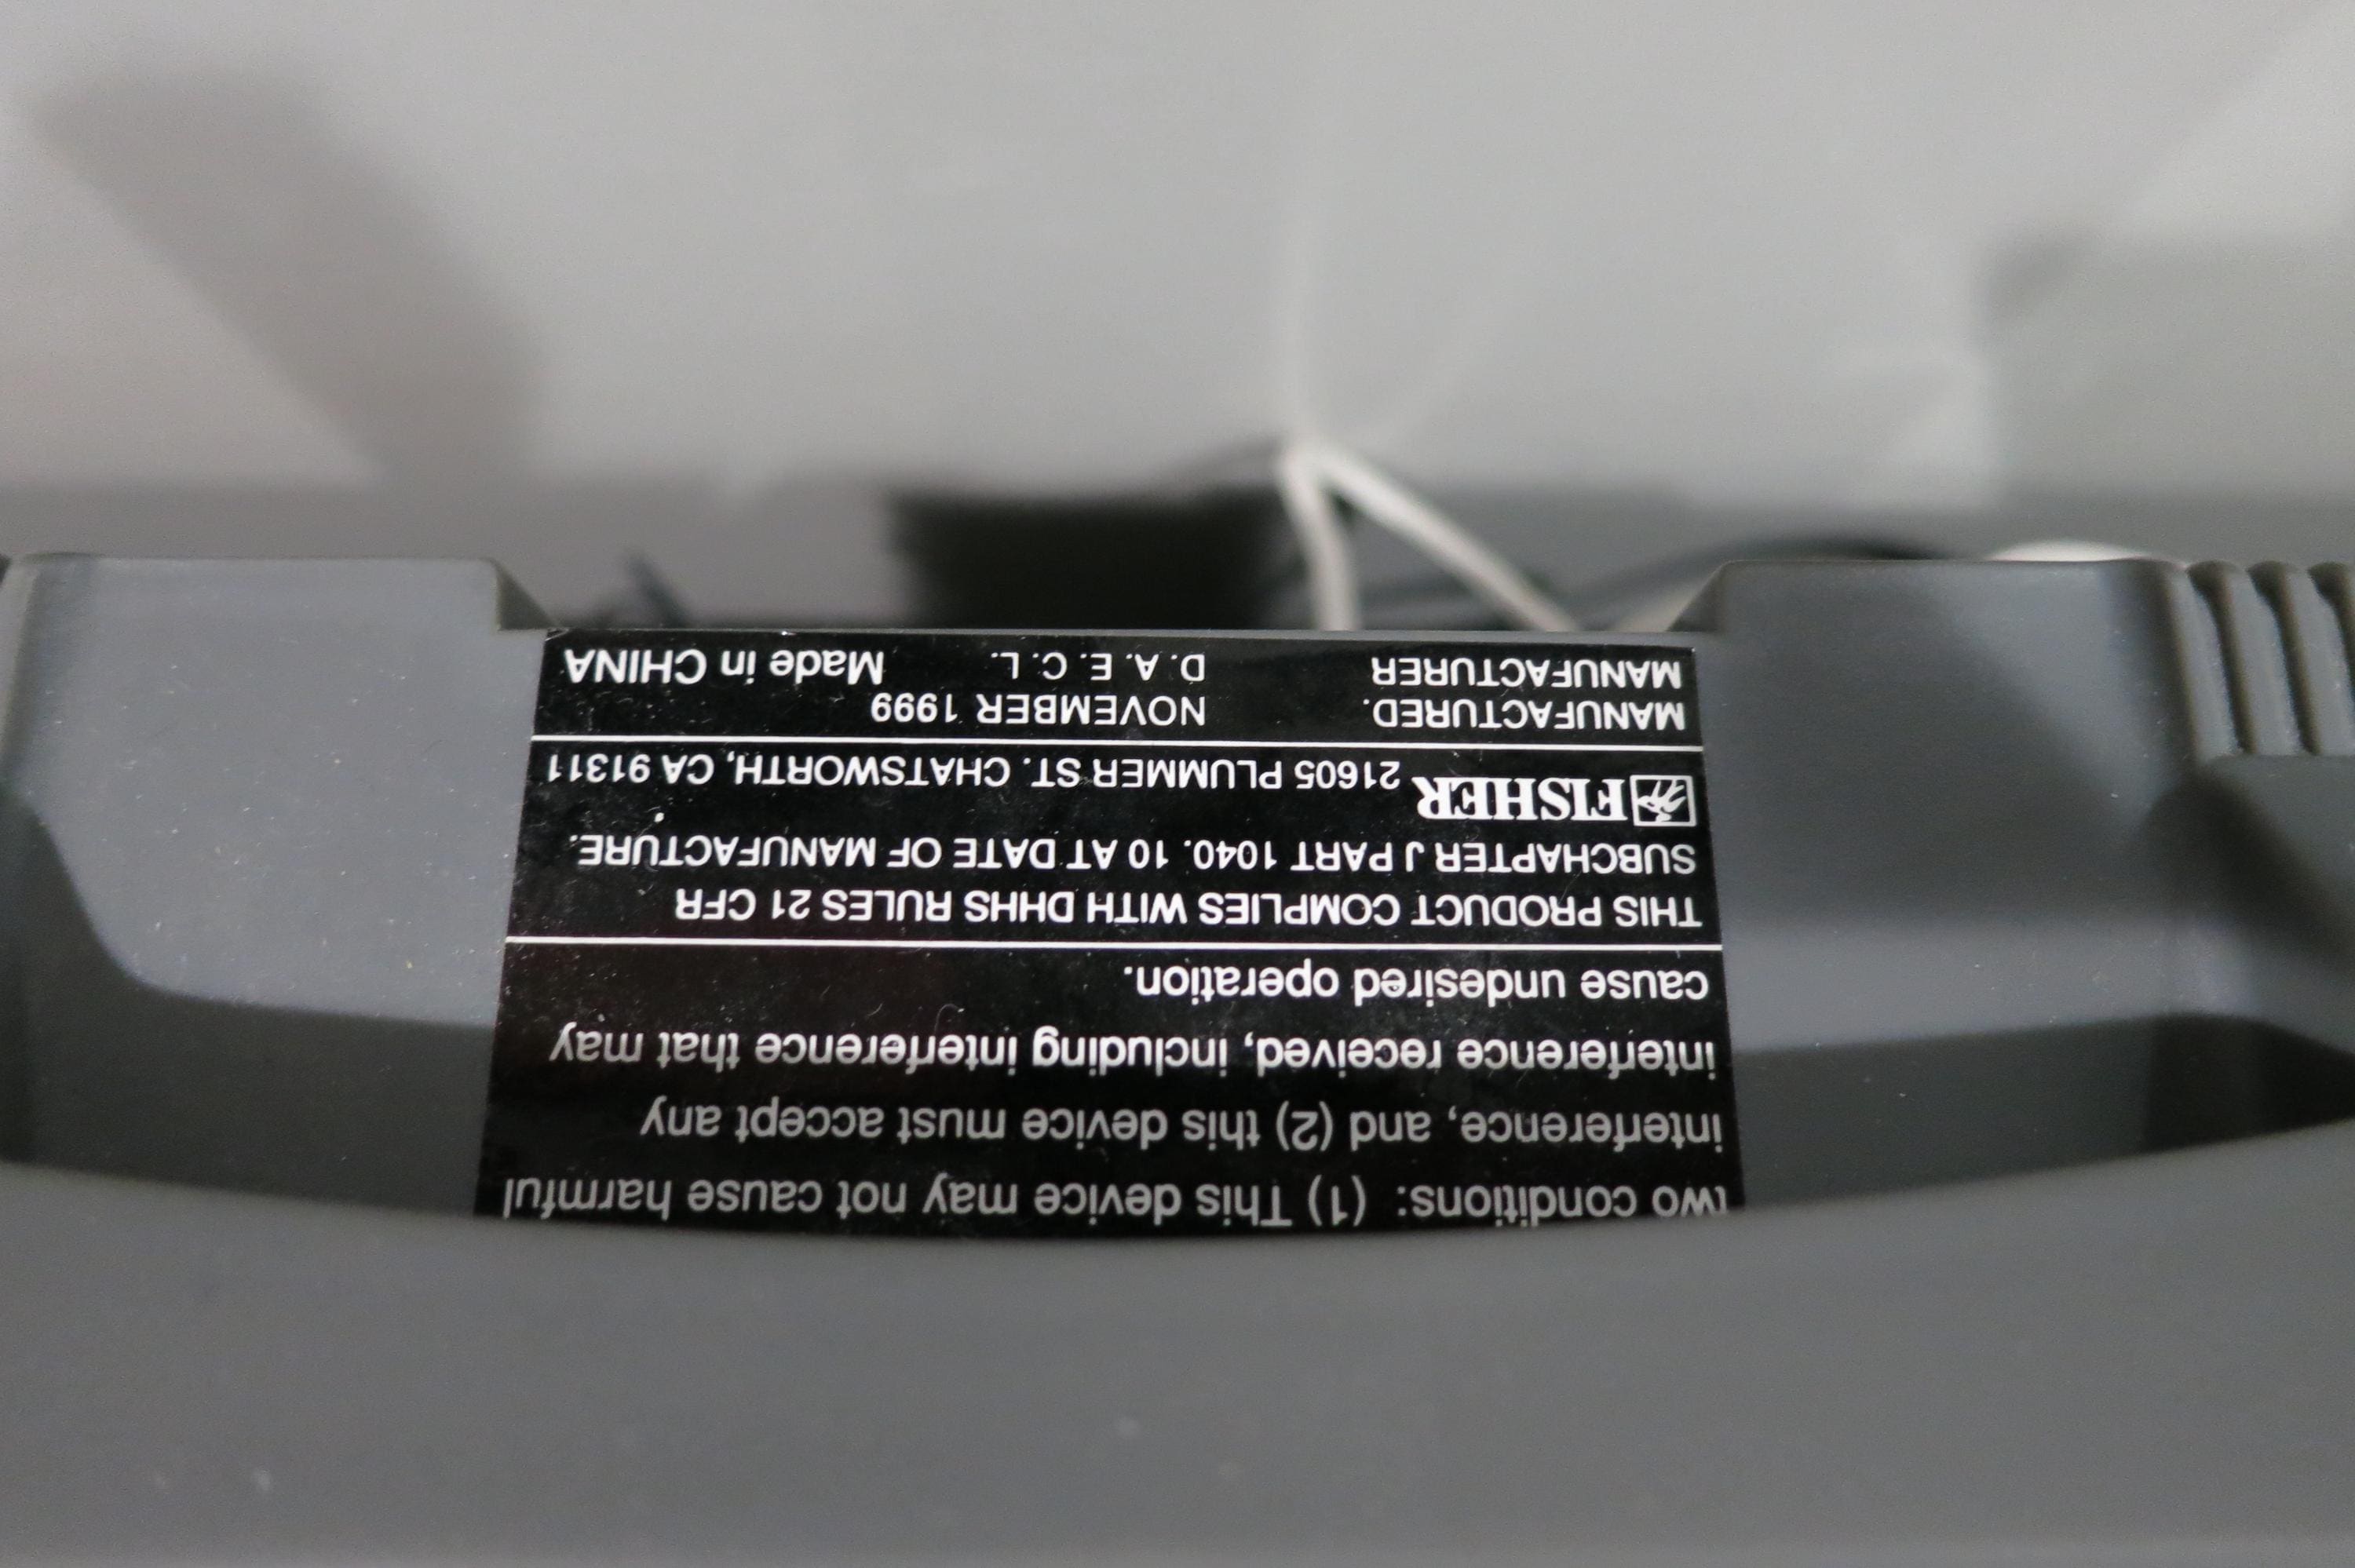 two conditions: (1) This device may not cause harmful
interference, and (2) this device must accept any
interference received, including interference that may
cause undesired operation.
THIS PRODUCT COMPLIES WITH DHHS RULES 21 CFR
SUBCHAPTER J PART 1040. 10 AT DATE OF MANUFACTURE.
FISHER 21605 PLUMMER ST. CHATSWORTH, CA 91311
MANUFACTURED. NOVEMBER 1999
MANUFACTURER D. A. E. C. L. Made in CHINA